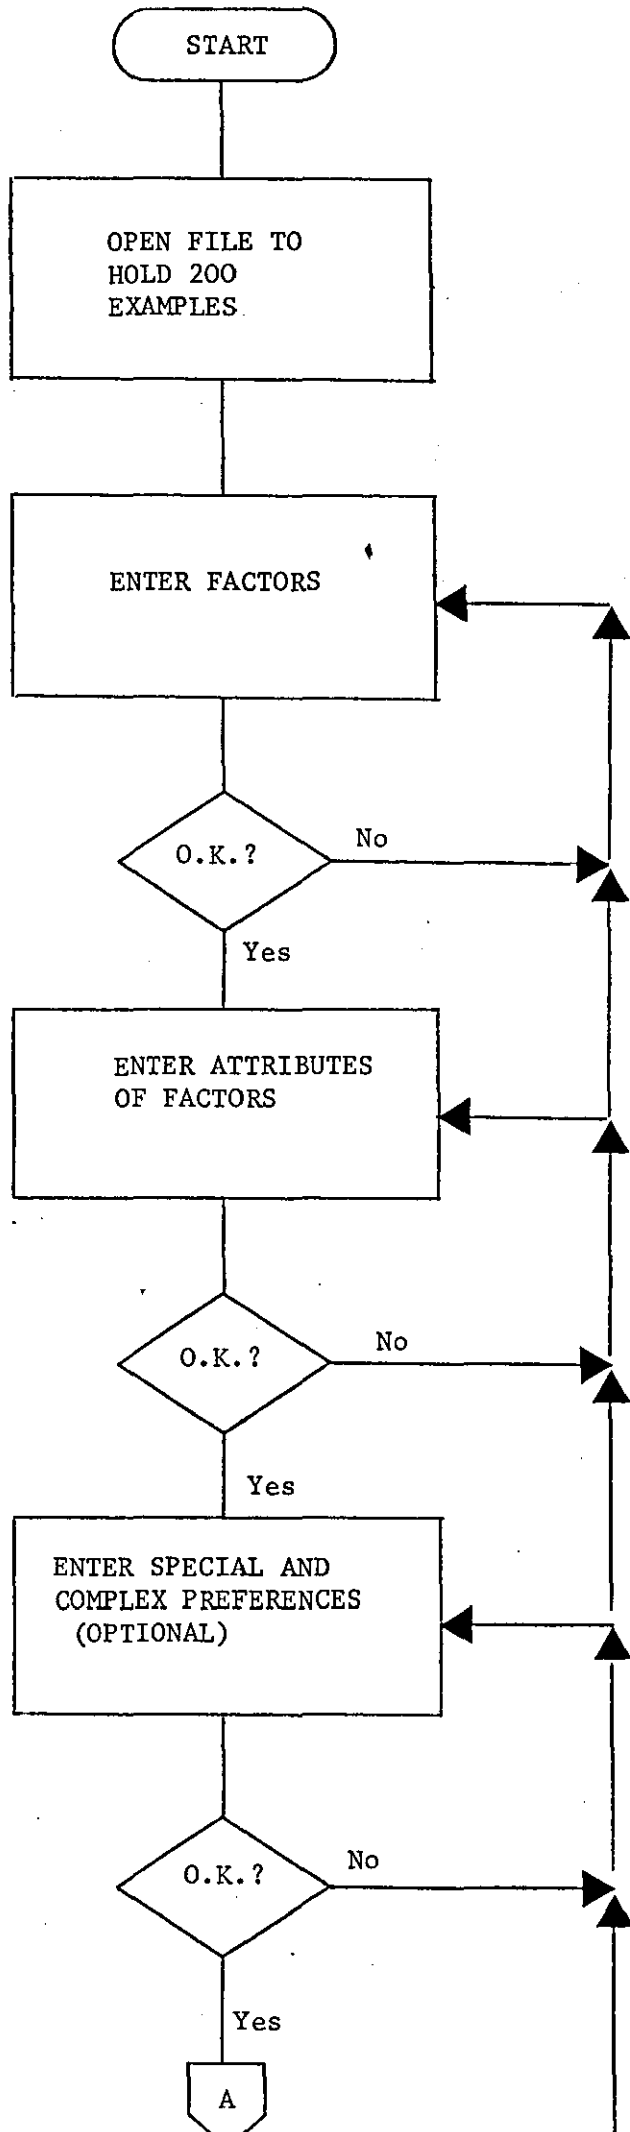 START
OPEN FILE TO
HOLD 200
EXAMPLES
ENTER FACTORS
O.K.?
No
Yes
ENTER ATTRIBUTES
OF FACTORS
O.K.?
No
Yes
ENTER SPECIAL AND
COMPLEX PREFERENCES
(OPTIONAL)
O.K.?
No
Yes
A